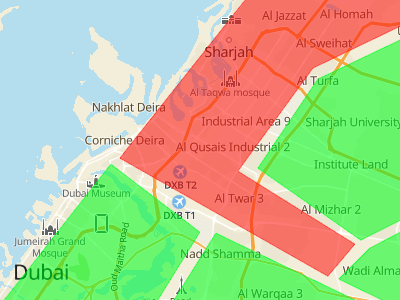 Al Jazzat
Al Homah
Al Sweihat
Sharjah
Al Turfa
Al Taqwa mosque
Nakhlat Deira
Industrial Area 9
Sharjah University
Corniche Deira
Al Qusais Industrial 2
Institute Land
DXB T2
Dubai Museum
Al Twar 3
DXB T1
Al Mizhar 2
Oud Maitha Road
Jumeirah Grand
Mosque
Nadd Shamma
Dubai
Wadi Alma
Al Warqaa 3